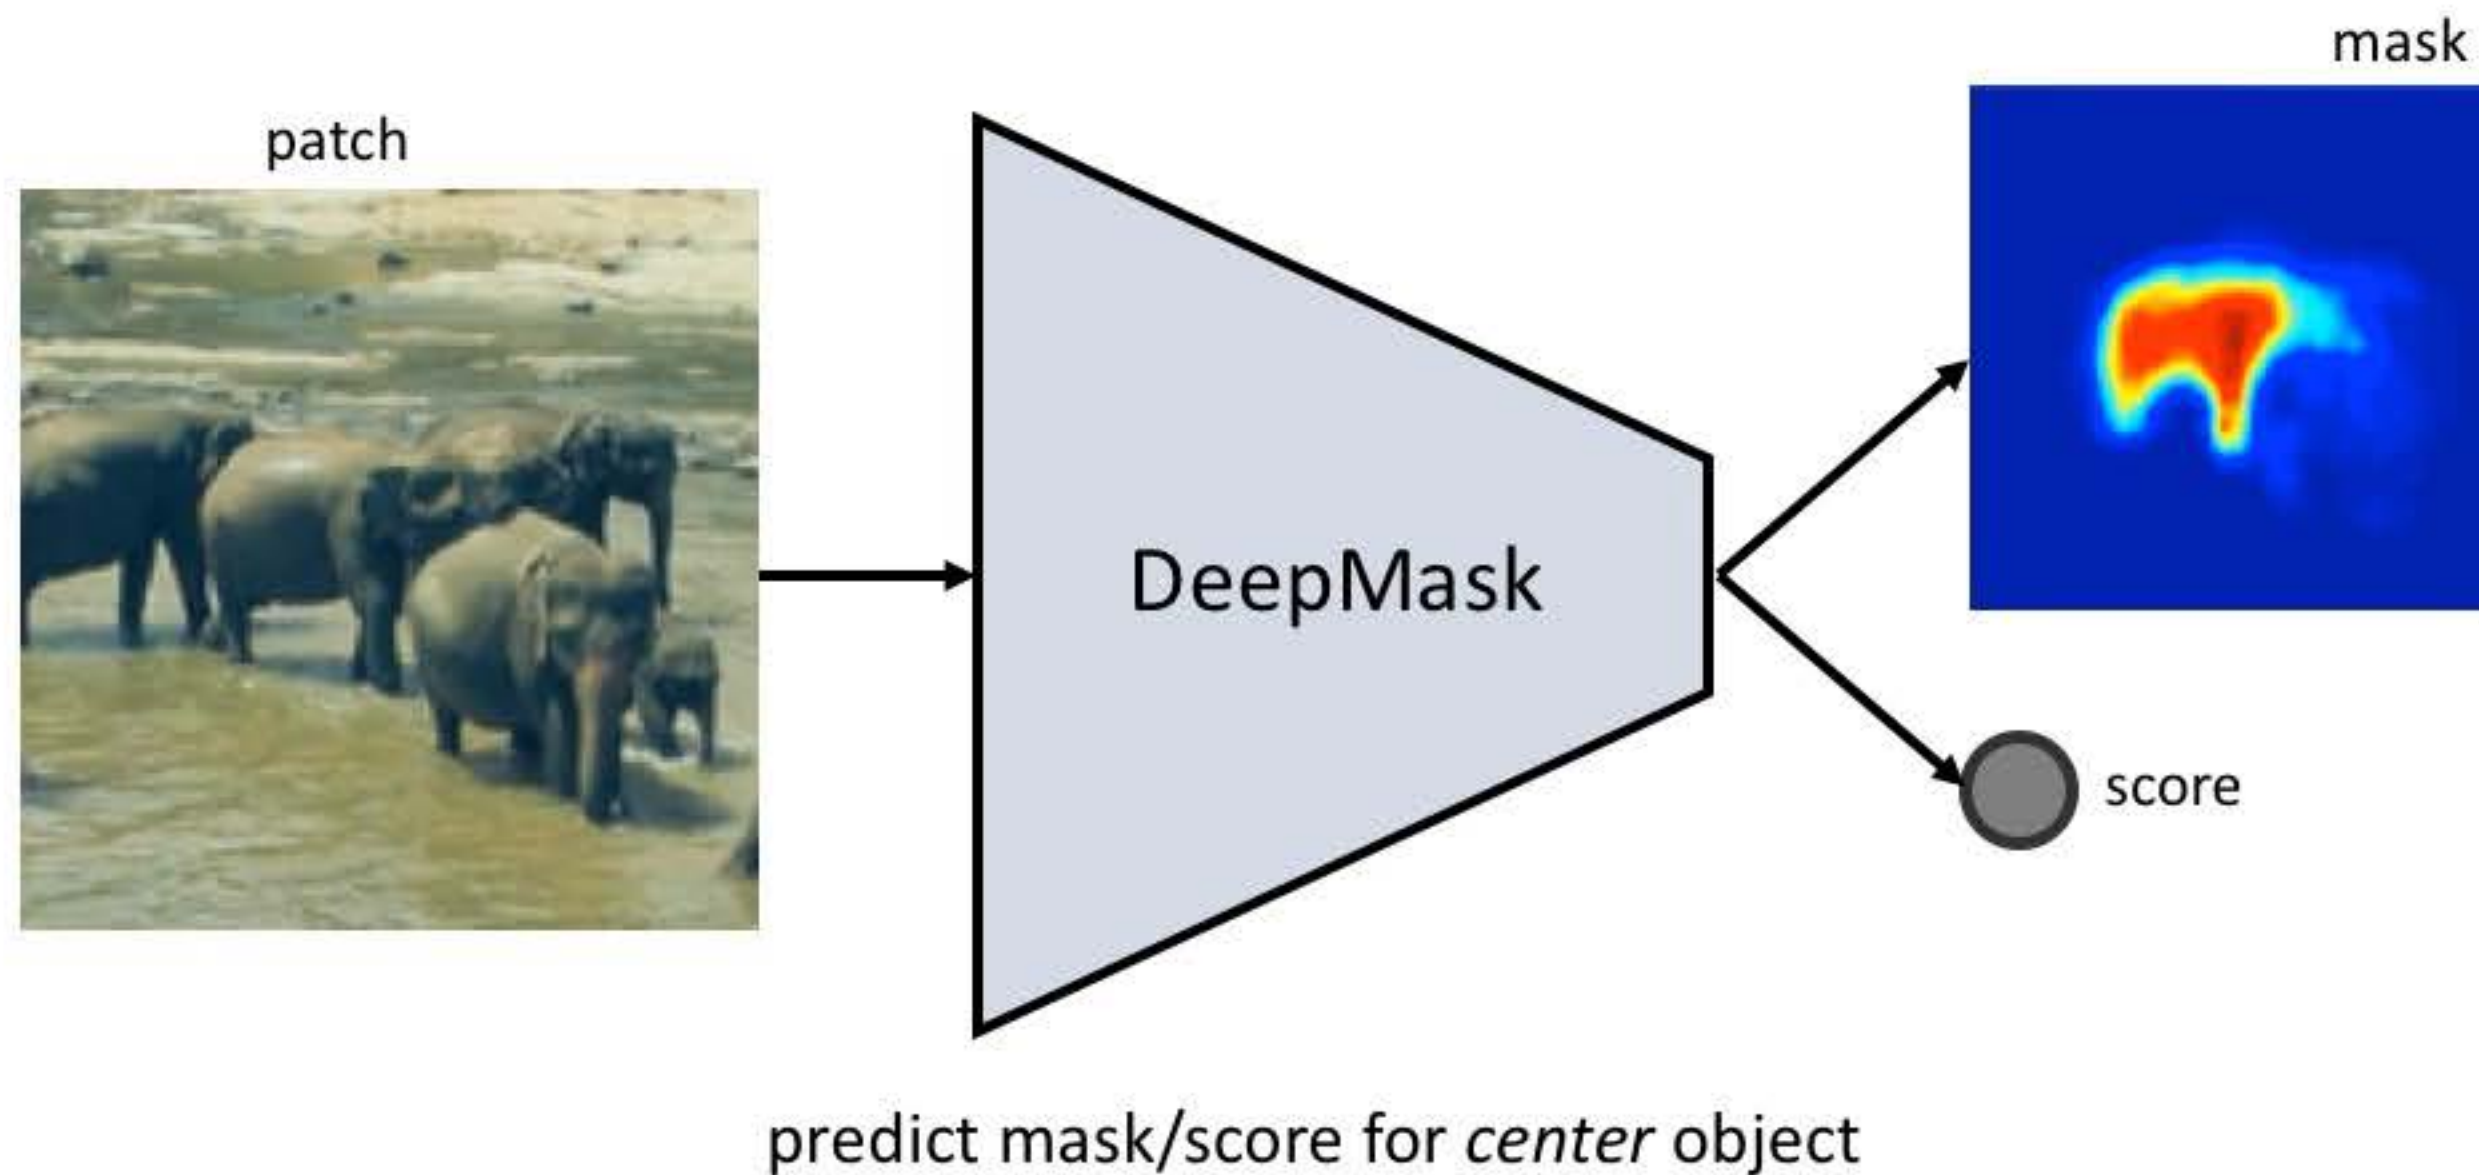 mask
patch
DeepMask
score
predict mask/score for center object